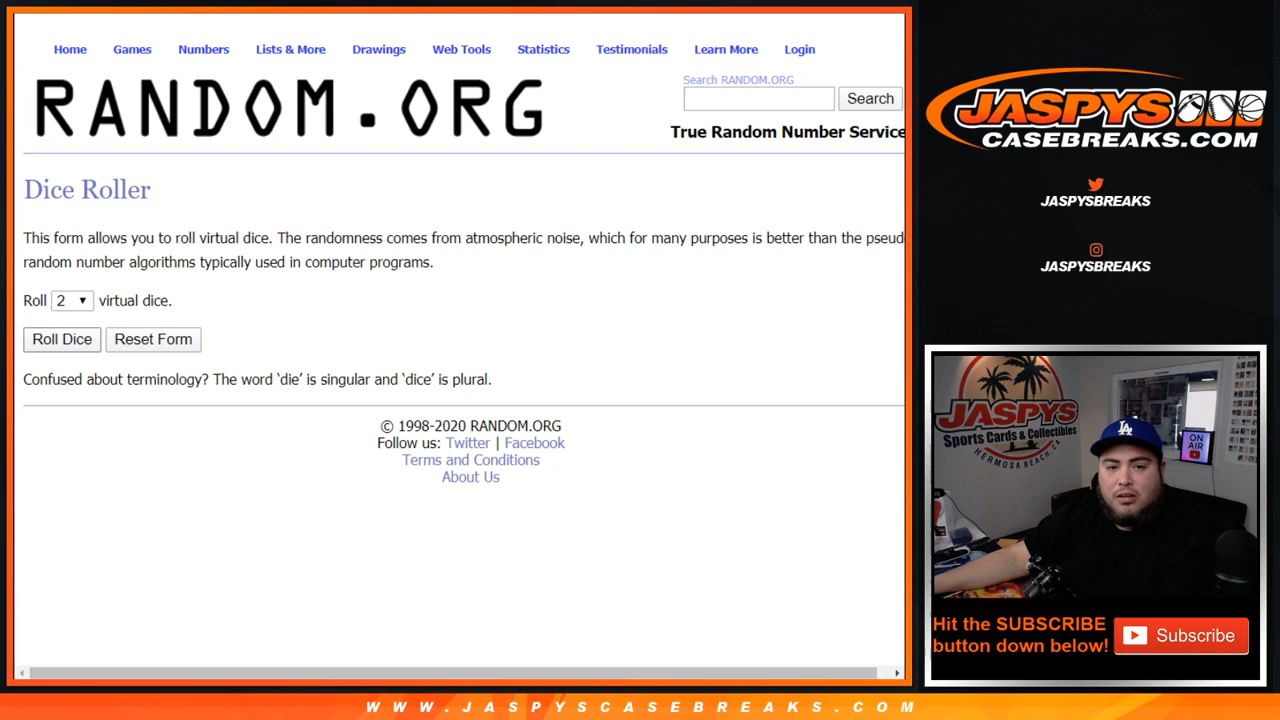 Home Games Numbers Lists & More Drawings Web Tools Statistics Testimonials Learn More Login
RANDOM.ORG
Search RANDOM.ORG
Search
True Random Number Service
Dice Roller
This form allows you to roll virtual dice. The randomness comes from atmospheric noise, which for many purposes is better than the pseud
random number algorithms typically used in computer programs.
Roll 2 virtual dice.
Roll Dice Reset Form
Confused about terminology? The word ‘die’ is singular and ‘dice’ is plural.
© 1998-2020 RANDOM.ORG
Follow us: Twitter | Facebook
Terms and Conditions
About Us
JASPYS
CASEBREAKS.COM
JASPYSBREAKS
JASPYSBREAKS
JASPYS
Sports Cards & Collectibles
HERMOSA BEACH, CA
ON
AIR
LA
Hit the SUBSCRIBE
button down below!
Subscribe
WWW.JASPYSCASEBREAKS.COM